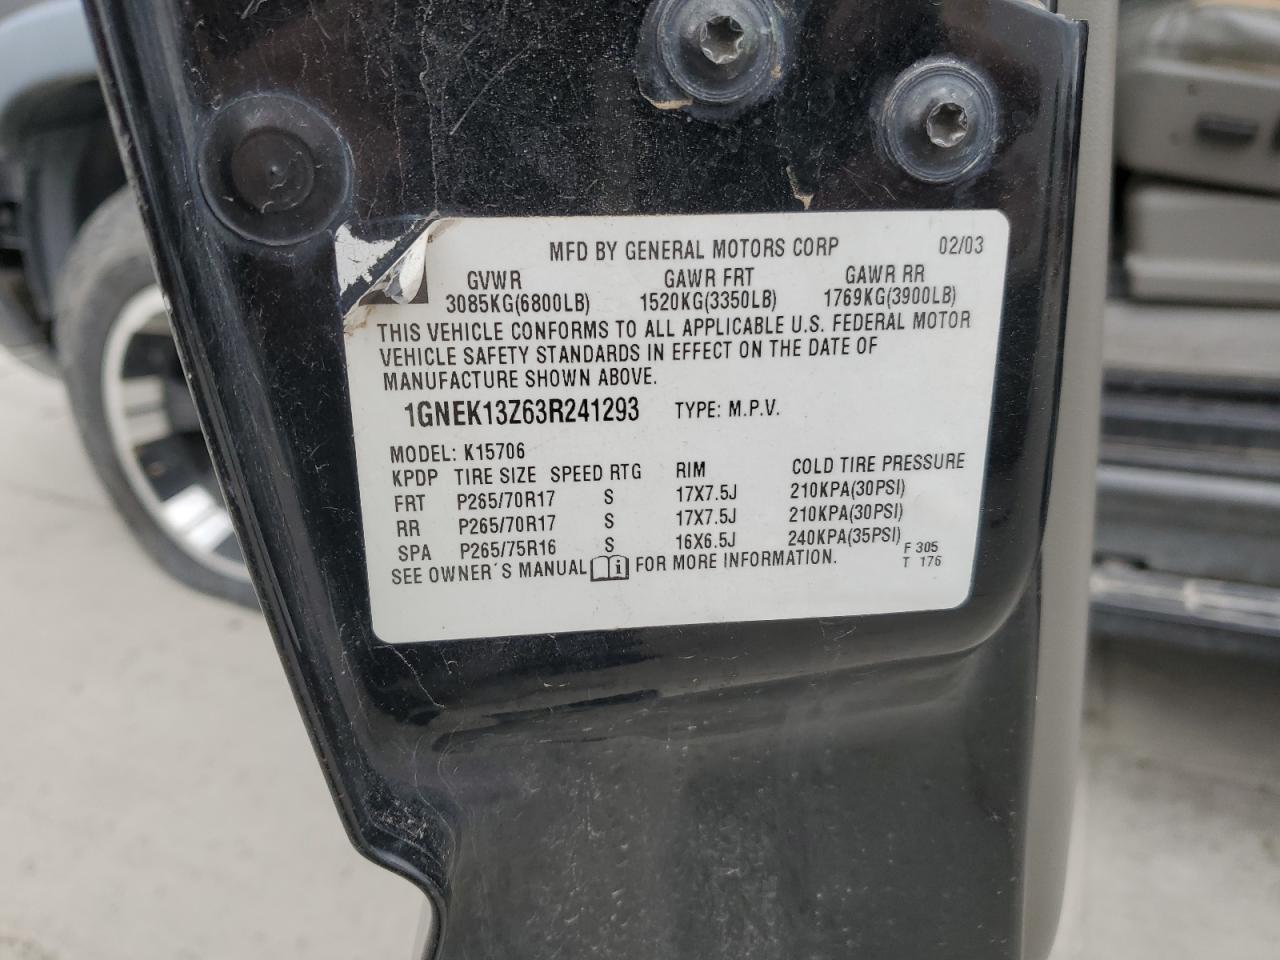 MFD BY GENERAL MOTORS CORP 02/03
GVWR GAWR FRT GAWR RR
3085KG(6800LB) 1520KG(3350LB) 1769KG(3900LB)
THIS VEHICLE CONFORMS TO ALL APPLICABLE U.S. FEDERAL MOTOR
VEHICLE SAFETY STANDARDS IN EFFECT ON THE DATE OF
MANUFACTURE SHOWN ABOVE.
1GNEK13Z63R241293 TYPE: M.P.V.
MODEL: K15706
KPDP TIRE SIZE SPEED RTG RIM COLD TIRE PRESSURE
FRT P265/70R17 S 17X7.5J 210KPA(30PSI)
RR P265/70R17 S 17X7.5J 210KPA(30PSI)
SPA P265/75R16 S 16X6.5J 240KPA(35PSI)
SEE OWNER'S MANUAL i FOR MORE INFORMATION.
F 305
T 176